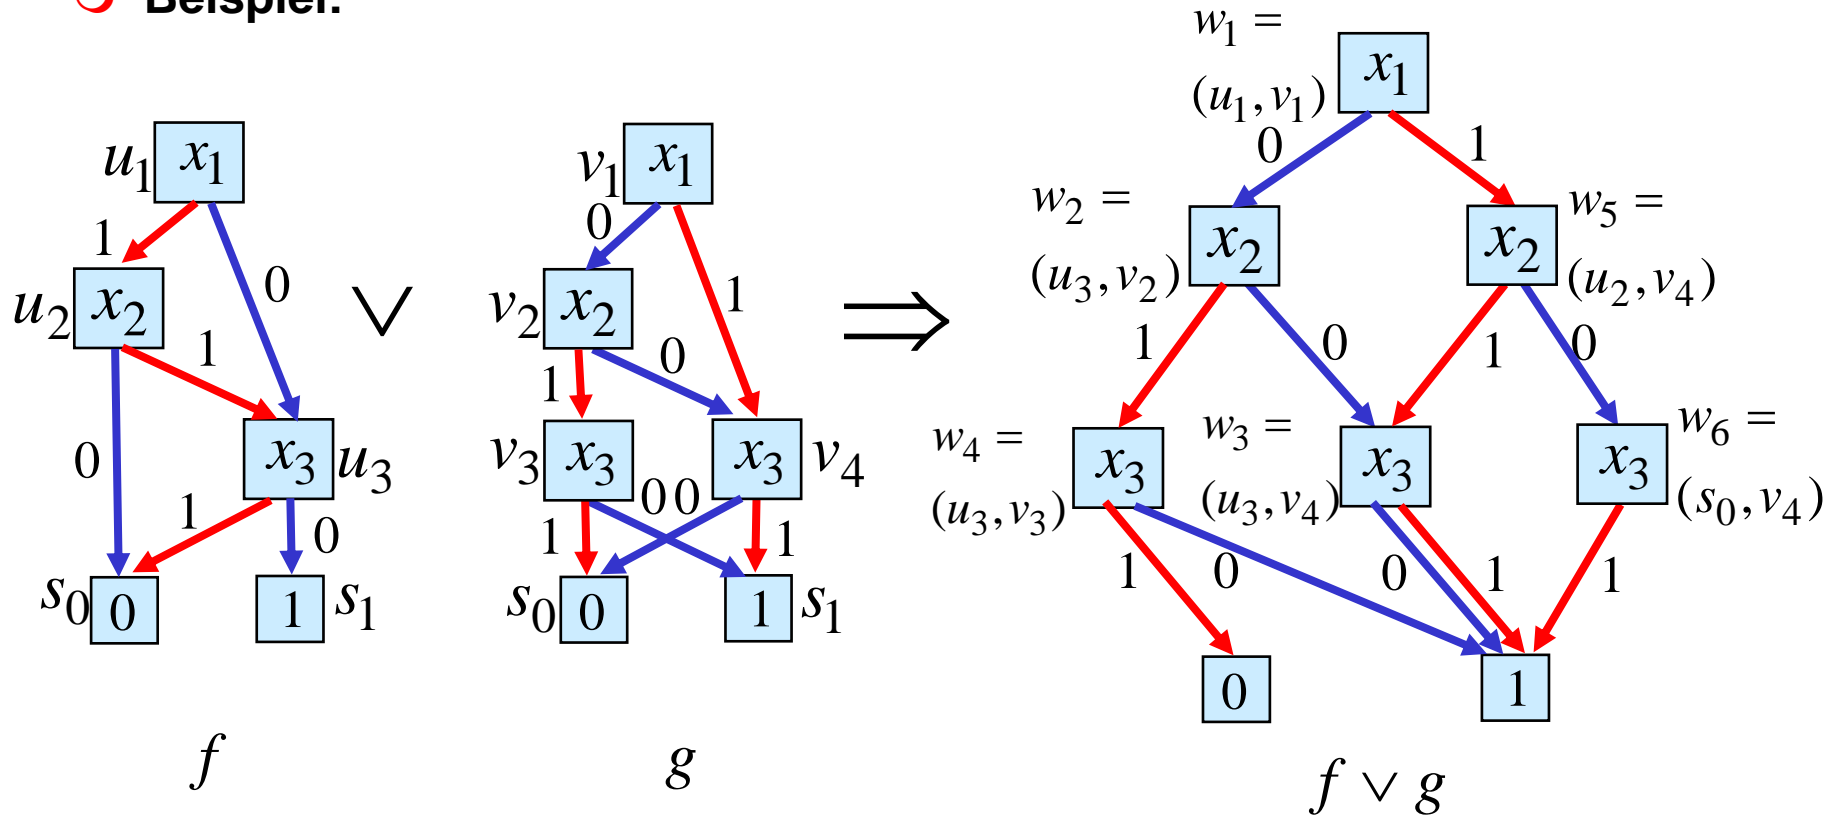 Beispiel:
u1 x1
1 0
u2 x2
1
0
x3 u3
1 0
s0 0 1 s1
f
∨
v1 x1
0 1
v2 x2
1 0
v3 x3 x3 v4
0 0
1 1
s0 0 1 s1
g
⇒
w1 =
(u1, v1) x1
0 1
w2 =
(u3, v2) x2
x2 w5 =
(u2, v4)
1 0 1 0
w4 =
(u3, v3) x3
w3 =
(u3, v4) x3
x3 w6 =
(s0, v4)
1 0 0 1 1
0 1
f ∨ g